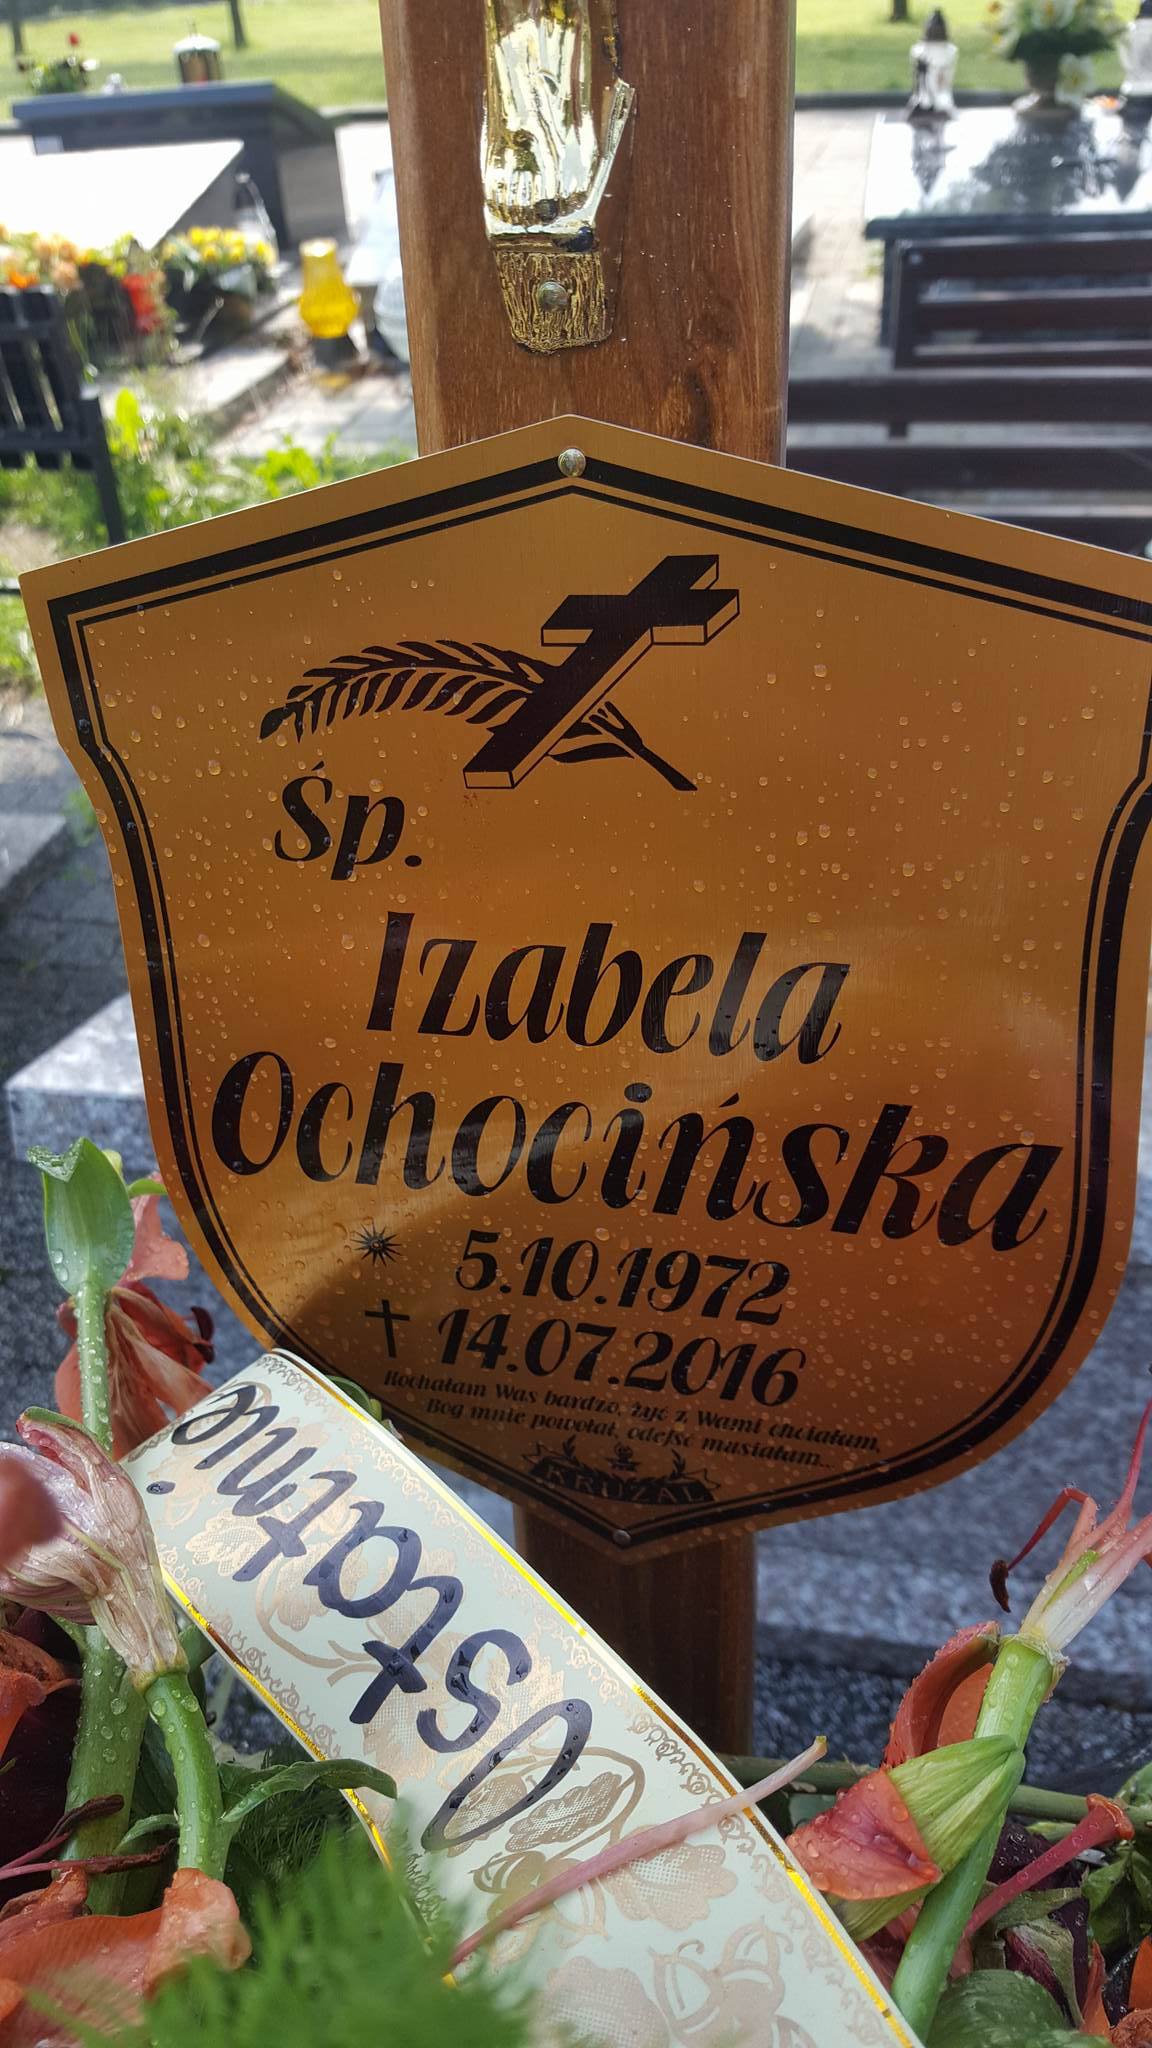 Śp.
Izabela
Ochocińska
5.10.1972
14.07.2016
Kochałam Was bardzo, żyć z Wami chciałam,
Bóg mnie powołał, odejść musiałam...
KRUŻAL
Ostatnie